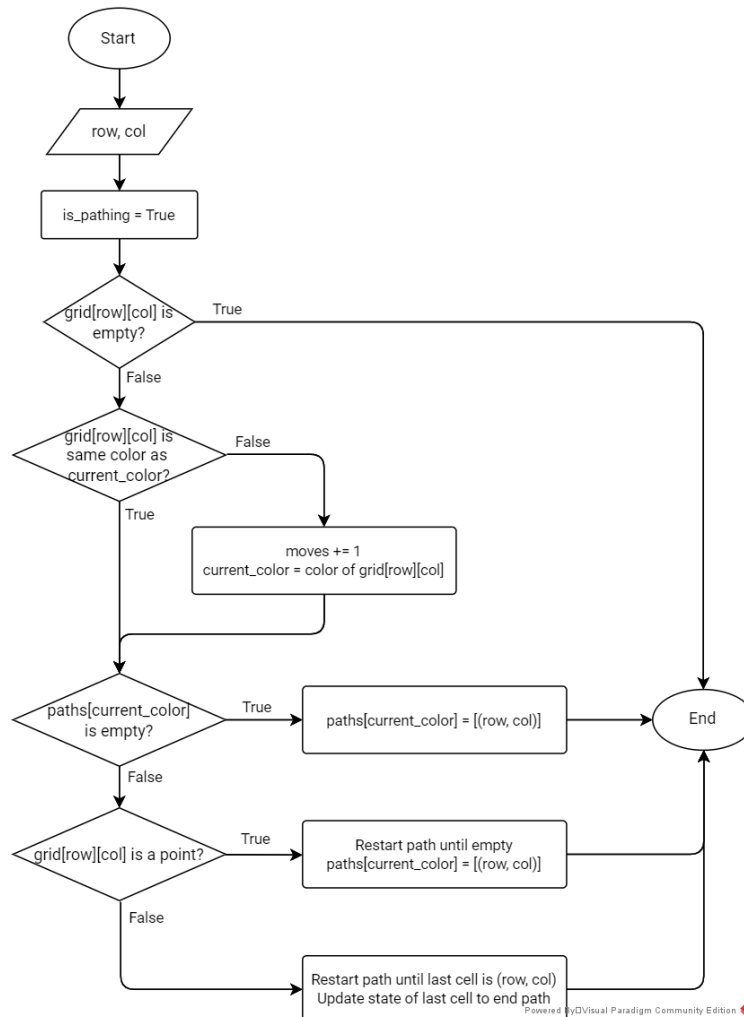 Start
row, col
is_pathing = True
grid[row][col] is
empty?
True
False
grid[row][col] is
same color as
current_color?
False
True
moves += 1
current_color = color of grid[row][col]
paths[current_color]
is empty?
True
paths[current_color] = [(row, col)]
End
False
grid[row][col] is a point?
True
Restart path until empty
paths[current_color] = [(row, col)]
False
Restart path until last cell is (row, col)
Update state of last cell to end path
Powered By Visual Paradigm Community Edition